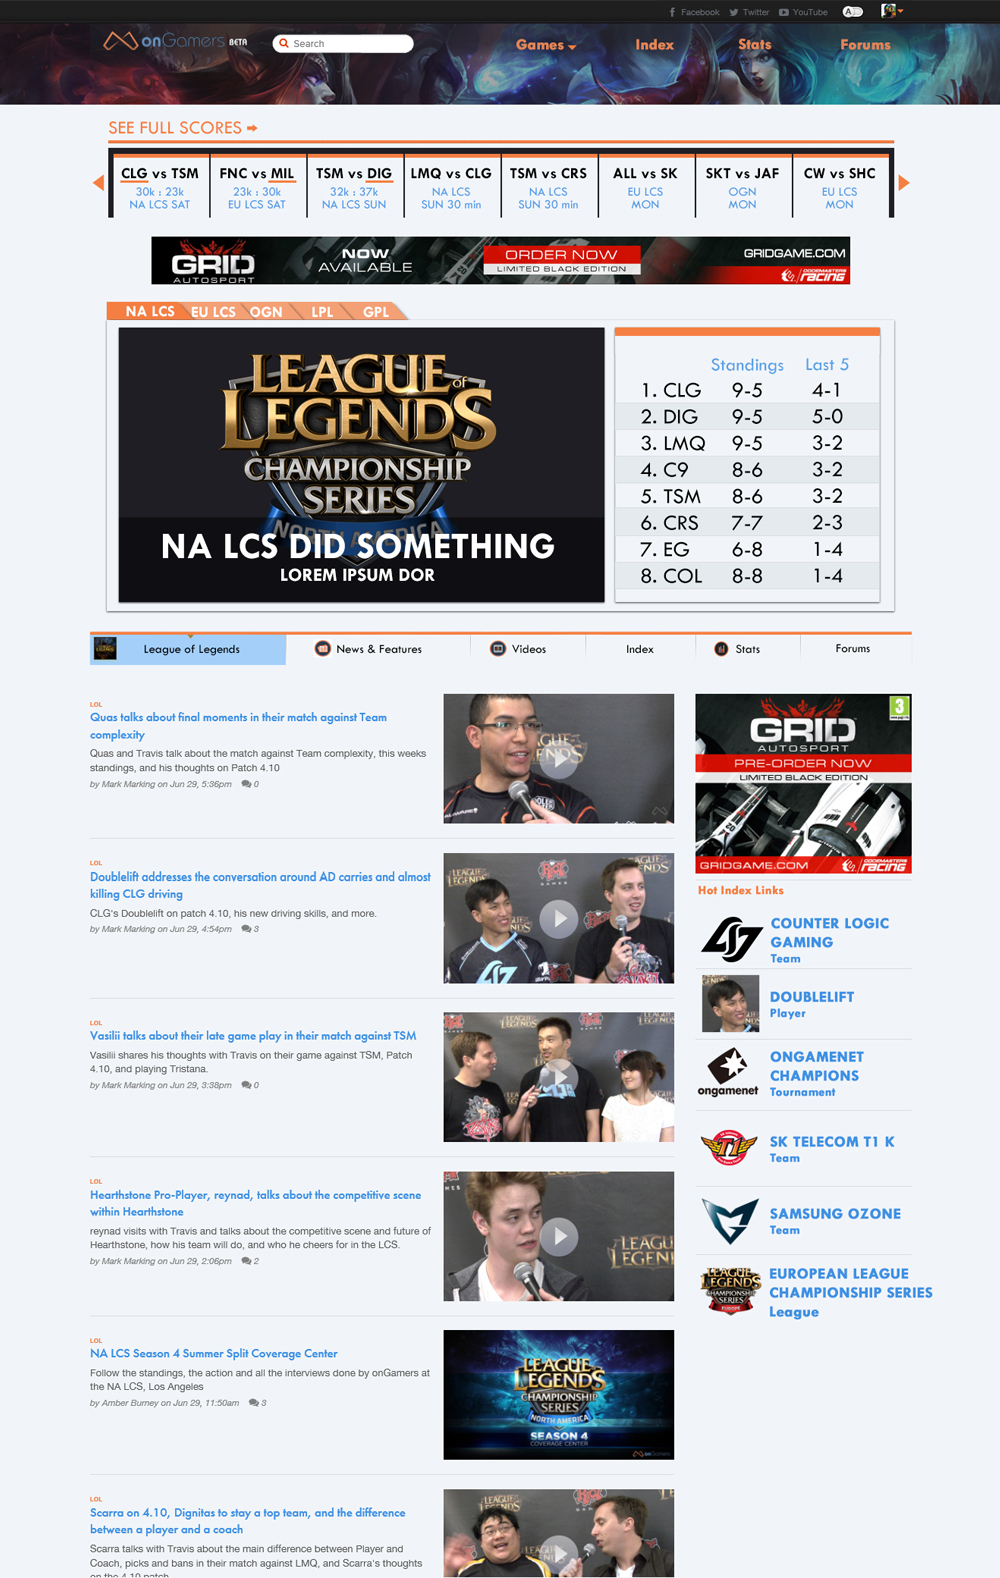 Facebook Twitter YouTube A
onGamers BETA
Search
Games Index Stats Forums
SEE FULL SCORES
CLG vs TSM
30k : 23k
NA LCS SAT
FNC vs MIL
23k : 30k
EU LCS SAT
TSM vs DIG
32k : 37k
NA LCS SUN
LMQ vs CLG
NA LCS
SUN 30 min
TSM vs CRS
NA LCS
SUN 30 min
ALL vs SK
EU LCS
MON
SKT vs JAF
OGN
MON
CW vs SHC
EU LCS
MON
GRID
AUTOSPORT
NOW
AVAILABLE
ORDER NOW
LIMITED BLACK EDITION
GRIDGAME.COM
CODEMASTERS
RACING
NA LCS EU LCS OGN LPL GPL
LEAGUE of
LEGENDS
CHAMPIONSHIP
SERIES
NORTH AMERICA
NA LCS DID SOMETHING
LOREM IPSUM DOR
Standings Last 5
1. CLG 9-5 4-1
2. DIG 9-5 5-0
3. LMQ 9-5 3-2
4. C9 8-6 3-2
5. TSM 8-6 3-2
6. CRS 7-7 2-3
7. EG 6-8 1-4
8. COL 8-8 1-4
League of Legends News & Features Videos Index Stats Forums
LOL
Quas talks about final moments in their match against Team
complexity
Quas and Travis talk about the match against Team complexity, this weeks
standings, and his thoughts on Patch 4.10
by Mark Marking on Jun 29, 5:36pm 0
LOL
Doublelift addresses the conversation around AD carries and almost
killing CLG driving
CLG's Doublelift on patch 4.10, his new driving skills, and more.
by Mark Marking on Jun 29, 4:54pm 3
LOL
Vasilii talks about their late game play in their match against TSM
Vasilii shares his thoughts with Travis on their game against TSM, Patch
4.10, and playing Tristana.
by Mark Marking on Jun 29, 3:38pm 0
LOL
Hearthstone Pro-Player, reynad, talks about the competitive scene
within Hearthstone
reynad visits with Travis and talks about the competitive scene and future of
Hearthstone, how his team will do, and who he cheers for in the LCS.
by Mark Marking on Jun 29, 2:06pm 2
LOL
NA LCS Season 4 Summer Split Coverage Center
Follow the standings, the action and all the interviews done by onGamers at
the NA LCS, Los Angeles
by Amber Burney on Jun 29, 11:50am 3
LEAGUE of
LEGENDS
CHAMPIONSHIP
SERIES
NORTH AMERICA
SEASON 4
COVERAGE CENTER
onGamers
LOL
Scarra on 4.10, Dignitas to stay a top team, and the difference
between a player and a coach
Scarra talks with Travis about the main difference between Player and
Coach, picks and bans in their match against LMQ, and Scarra's thoughts
on the 4.10 patch
3
GRID
AUTOSPORT
PRE-ORDER NOW
LIMITED BLACK EDITION
GRIDGAME.COM
CODEMASTERS
RACING
Hot Index Links
COUNTER LOGIC
GAMING
Team
DOUBLELIFT
Player
ongamenet
ONGAMENET
CHAMPIONS
Tournament
T1
SK TELECOM T1 K
Team
SAMSUNG OZONE
Team
LEAGUE of
LEGENDS
CHAMPIONSHIP
SERIES
EUROPE
EUROPEAN LEAGUE
CHAMPIONSHIP SERIES
League